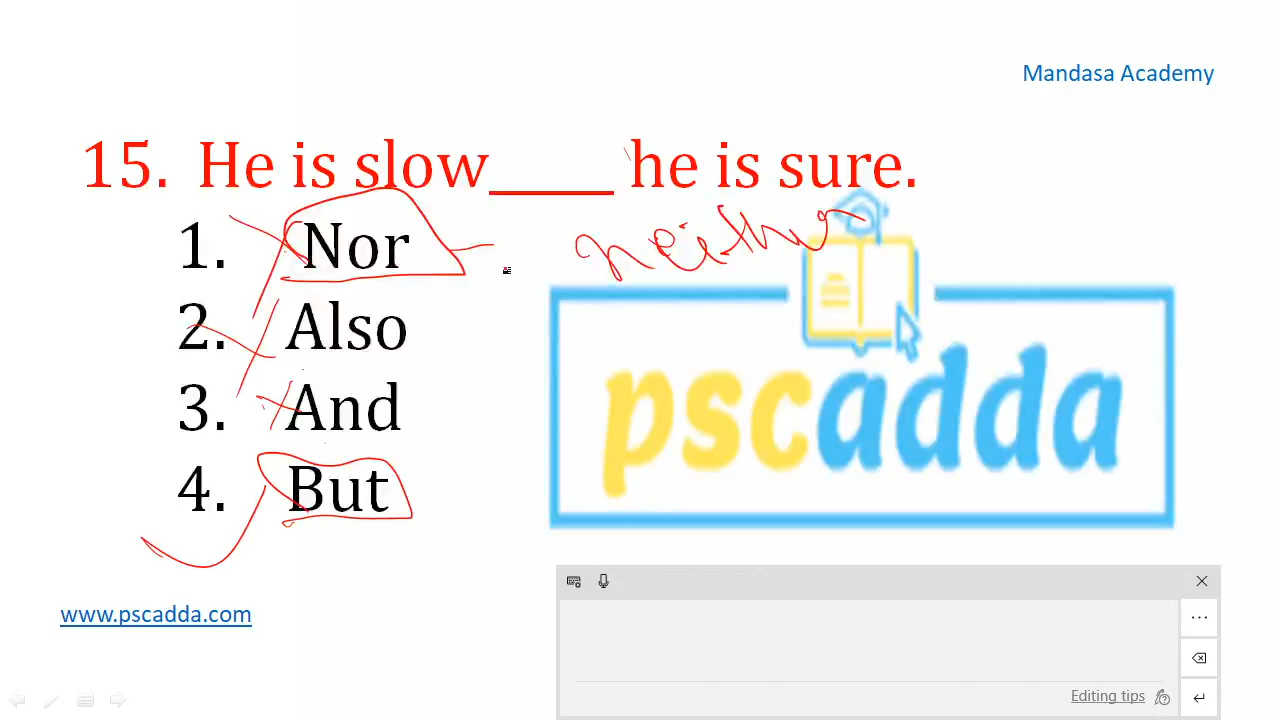 Mandasa Academy
15. He is slow____ he is sure.
1. Nor
neither
2. Also
3. And
4. But
pscadda
www.pscadda.com
Editing tips